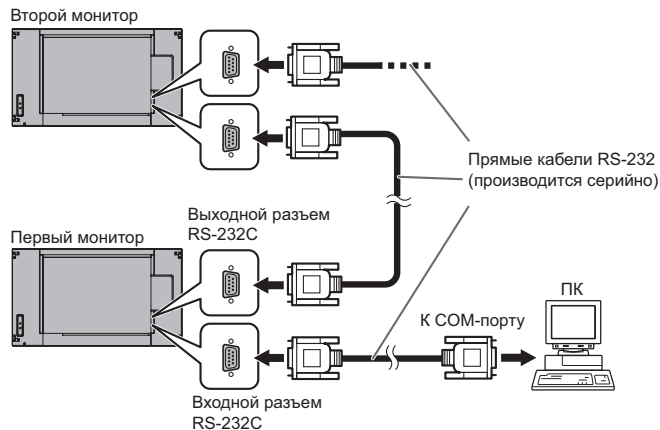 Второй монитор
Прямые кабели RS-232
(производится серийно)
Выходной разъем
RS-232C
Первый монитор
ПК
К COM-порту
Входной разъем
RS-232C